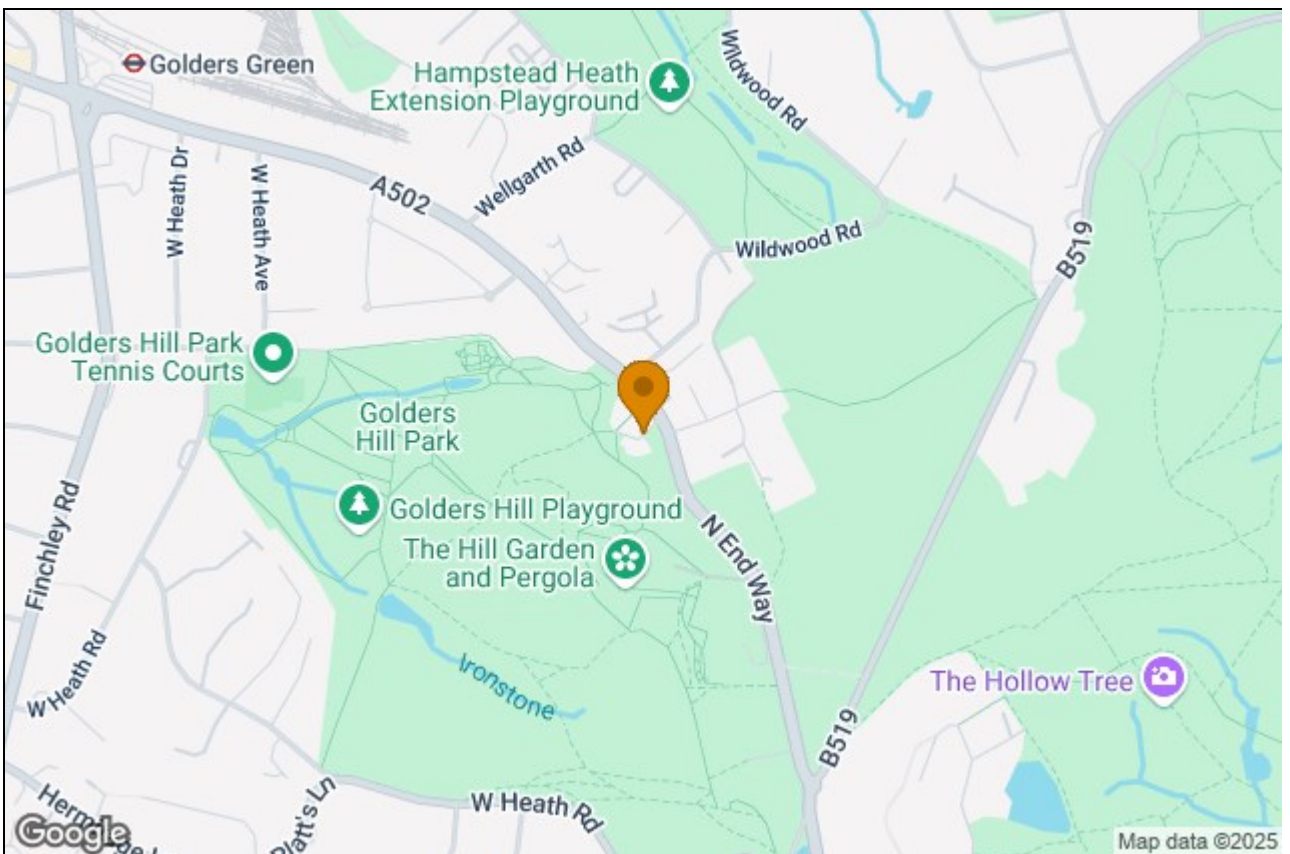 Golders Green
Hampstead Heath
Extension Playground
Wildwood Rd
W Heath Dr
W Heath Ave
A502
Wellgarth Rd
Wildwood Rd
B519
Golders Hill Park
Tennis Courts
Golders
Hill Park
Finchley Rd
Golders Hill Playground
The Hill Garden
and Pergola
N End Way
W Heath Rd
Ironstone
The Hollow Tree
B519
Platt's Ln
W Heath Rd
Google
Map data ©2025